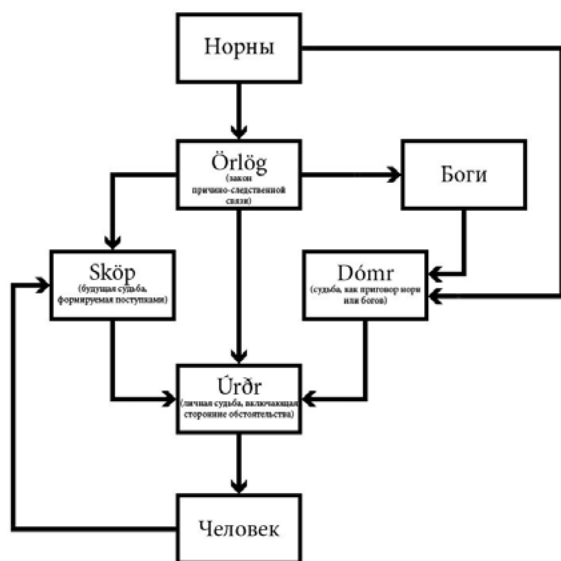 Норны
Örlög
(закон
причино-следственной
связи)
Боги
Sköp
(будущая судьба,
формируемая поступками)
Dómr
(судьба, как приговор норн
или богов)
Úrðr
(личная судьба, включающая
сторонние обстоятельства)
Человек